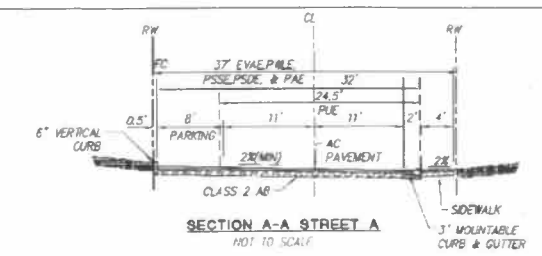 CL
RW
RW
FC
37' EVAE,PWLE,
PSSE,PSDE, & PAE
32'
24.5'
PUE
0.5'
8'
11'
11'
2'
4'
PARKING
6" VERTICAL
CURB
2%(MIN)
AC
PAVEMENT
2%
CLASS 2 AB
SIDEWALK
3' MOUNTABLE
CURB & GUTTER
SECTION A-A STREET A
NOT TO SCALE